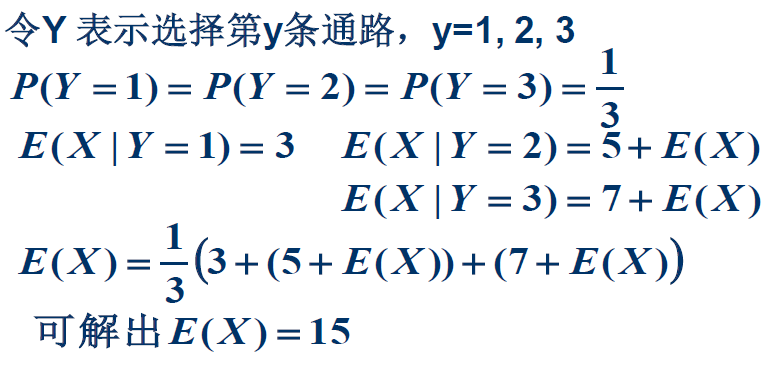 令Y 表示选择第y条通路，y=1, 2, 3
P(Y = 1) = P(Y = 2) = P(Y = 3) = 1/3
E(X | Y = 1) = 3 E(X | Y = 2) = 5 + E(X)
E(X | Y = 3) = 7 + E(X)
E(X) = 1/3 (3 + (5 + E(X)) + (7 + E(X))
可解出 E(X) = 15